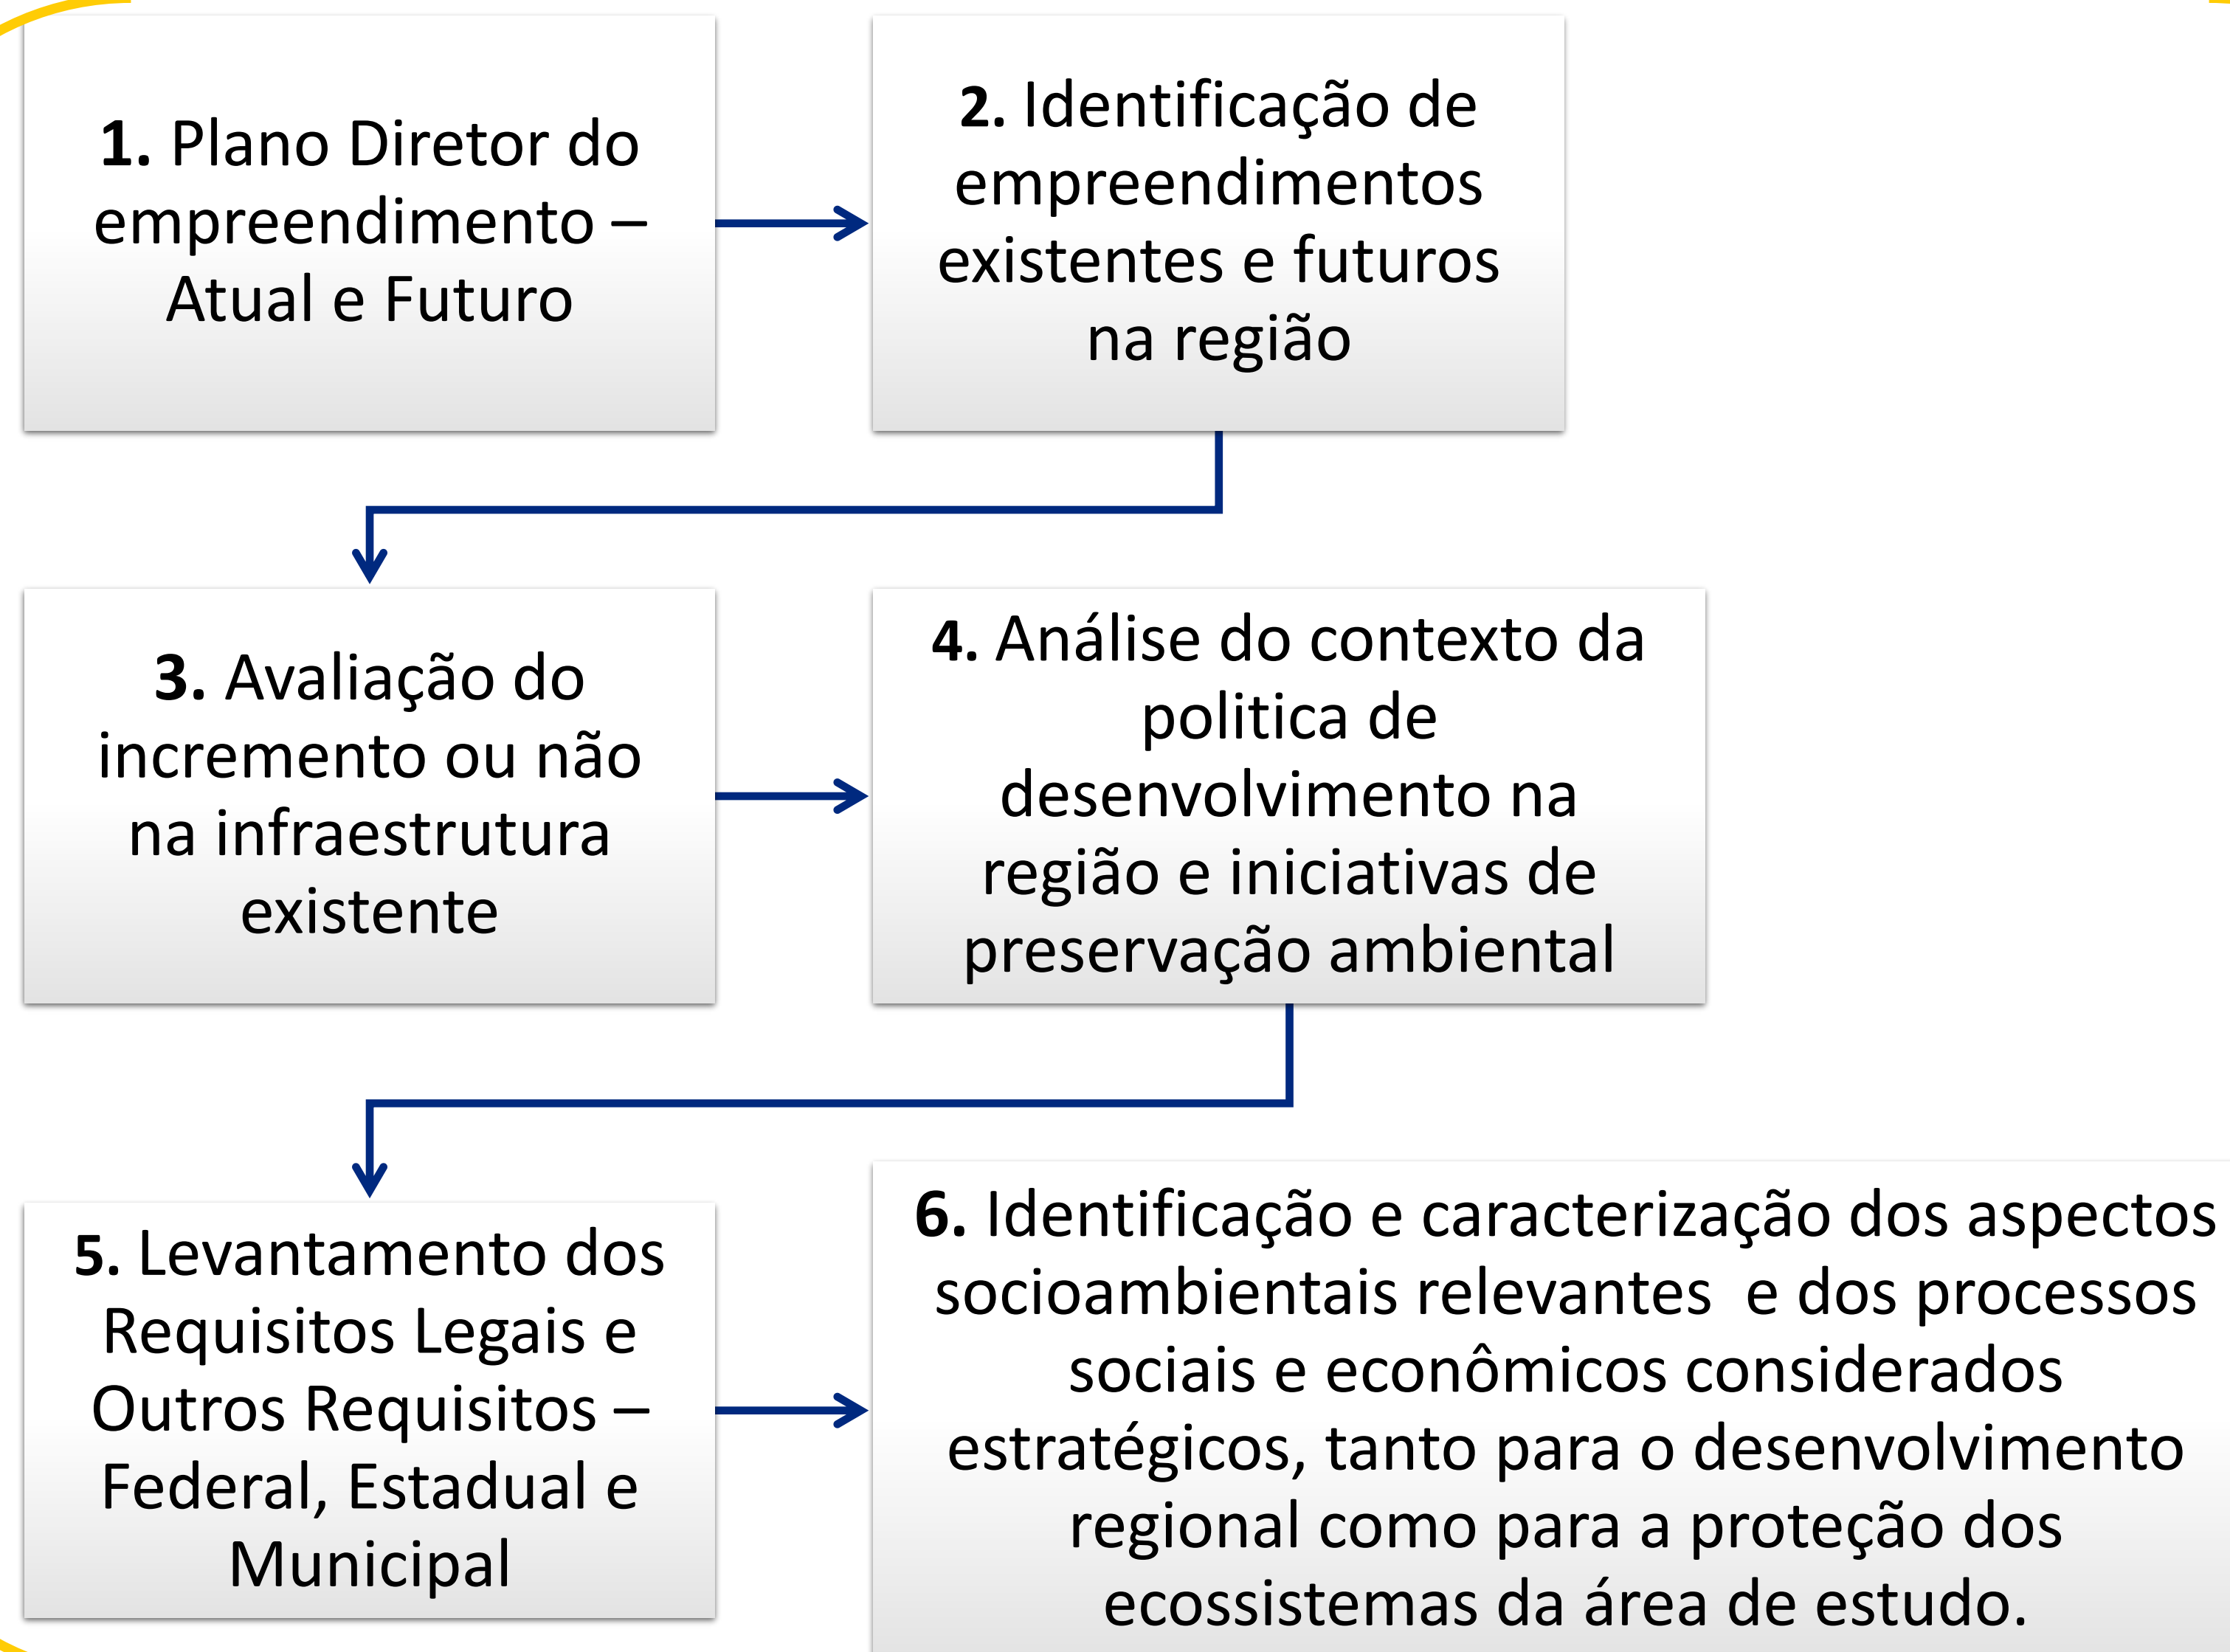 1. Plano Diretor do
empreendimento –
Atual e Futuro
2. Identificação de
empreendimentos
existentes e futuros
na região
3. Avaliação do
incremento ou não
na infraestrutura
existente
4. Análise do contexto da
politica de
desenvolvimento na
região e iniciativas de
preservação ambiental
5. Levantamento dos
Requisitos Legais e
Outros Requisitos –
Federal, Estadual e
Municipal
6. Identificação e caracterização dos aspectos
socioambientais relevantes  e dos processos
sociais e econômicos considerados
estratégicos, tanto para o desenvolvimento
regional como para a proteção dos
ecossistemas da área de estudo.